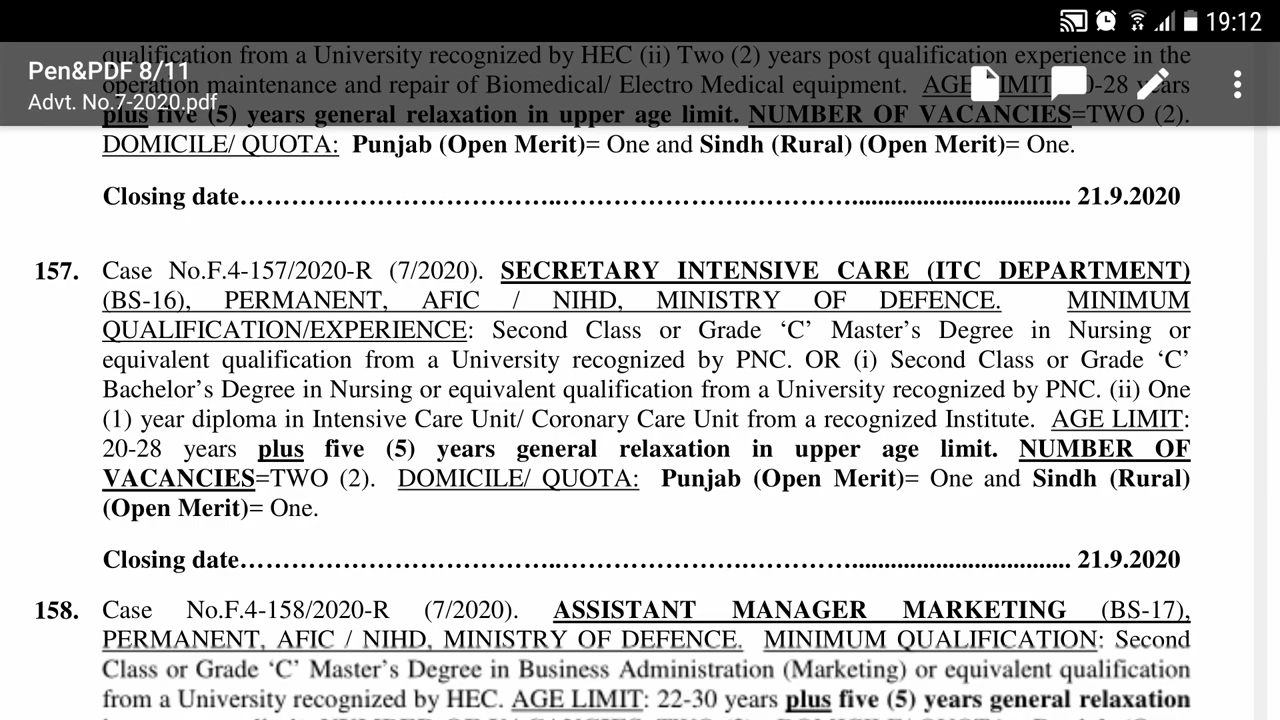 19:12
qualification from a University recognized by HEC (ii) Two (2) years post qualification experience in the
Pen&PDF 8/11
operation maintenance and repair of Biomedical/ Electro Medical equipment. AGE LIMIT 0-28 years
Advt. No.7-2020.pdf
plus five (5) years general relaxation in upper age limit. NUMBER OF VACANCIES=TWO (2).
DOMICILE/ QUOTA: Punjab (Open Merit)= One and Sindh (Rural) (Open Merit)= One.
Closing date…………………………………..…………………………………................................. 21.9.2020
157. Case No.F.4-157/2020-R (7/2020). SECRETARY INTENSIVE CARE (ITC DEPARTMENT)
(BS-16), PERMANENT, AFIC / NIHD, MINISTRY OF DEFENCE. MINIMUM
QUALIFICATION/EXPERIENCE: Second Class or Grade ‘C’ Master’s Degree in Nursing or
equivalent qualification from a University recognized by PNC. OR (i) Second Class or Grade ‘C’
Bachelor’s Degree in Nursing or equivalent qualification from a University recognized by PNC. (ii) One
(1) year diploma in Intensive Care Unit/ Coronary Care Unit from a recognized Institute. AGE LIMIT:
20-28 years plus five (5) years general relaxation in upper age limit. NUMBER OF
VACANCIES=TWO (2). DOMICILE/ QUOTA: Punjab (Open Merit)= One and Sindh (Rural)
(Open Merit)= One.
Closing date…………………………………..…………………………………................................. 21.9.2020
158. Case No.F.4-158/2020-R (7/2020). ASSISTANT MANAGER MARKETING (BS-17),
PERMANENT, AFIC / NIHD, MINISTRY OF DEFENCE. MINIMUM QUALIFICATION: Second
Class or Grade ‘C’ Master’s Degree in Business Administration (Marketing) or equivalent qualification
from a University recognized by HEC. AGE LIMIT: 22-30 years plus five (5) years general relaxation